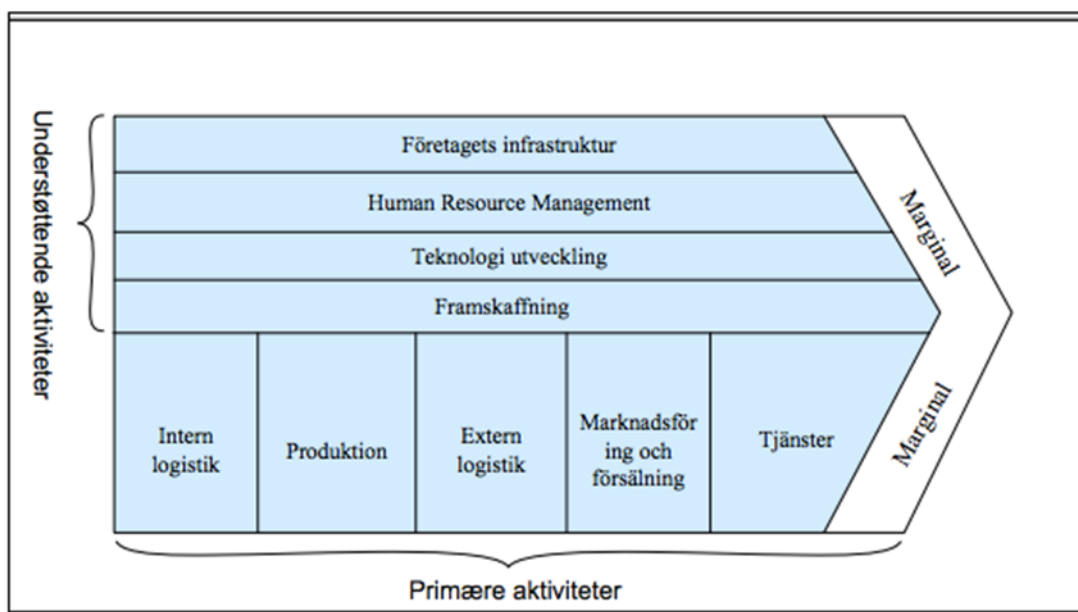 Understøttende aktiviteter
Företagets infrastruktur
Human Resource Management
Teknologi utveckling
Framskaffning
Marginal
Intern
logistik
Produktion
Extern
logistik
Marknadsför
ing och
försälning
Tjänster
Marginal
Primære aktiviteter